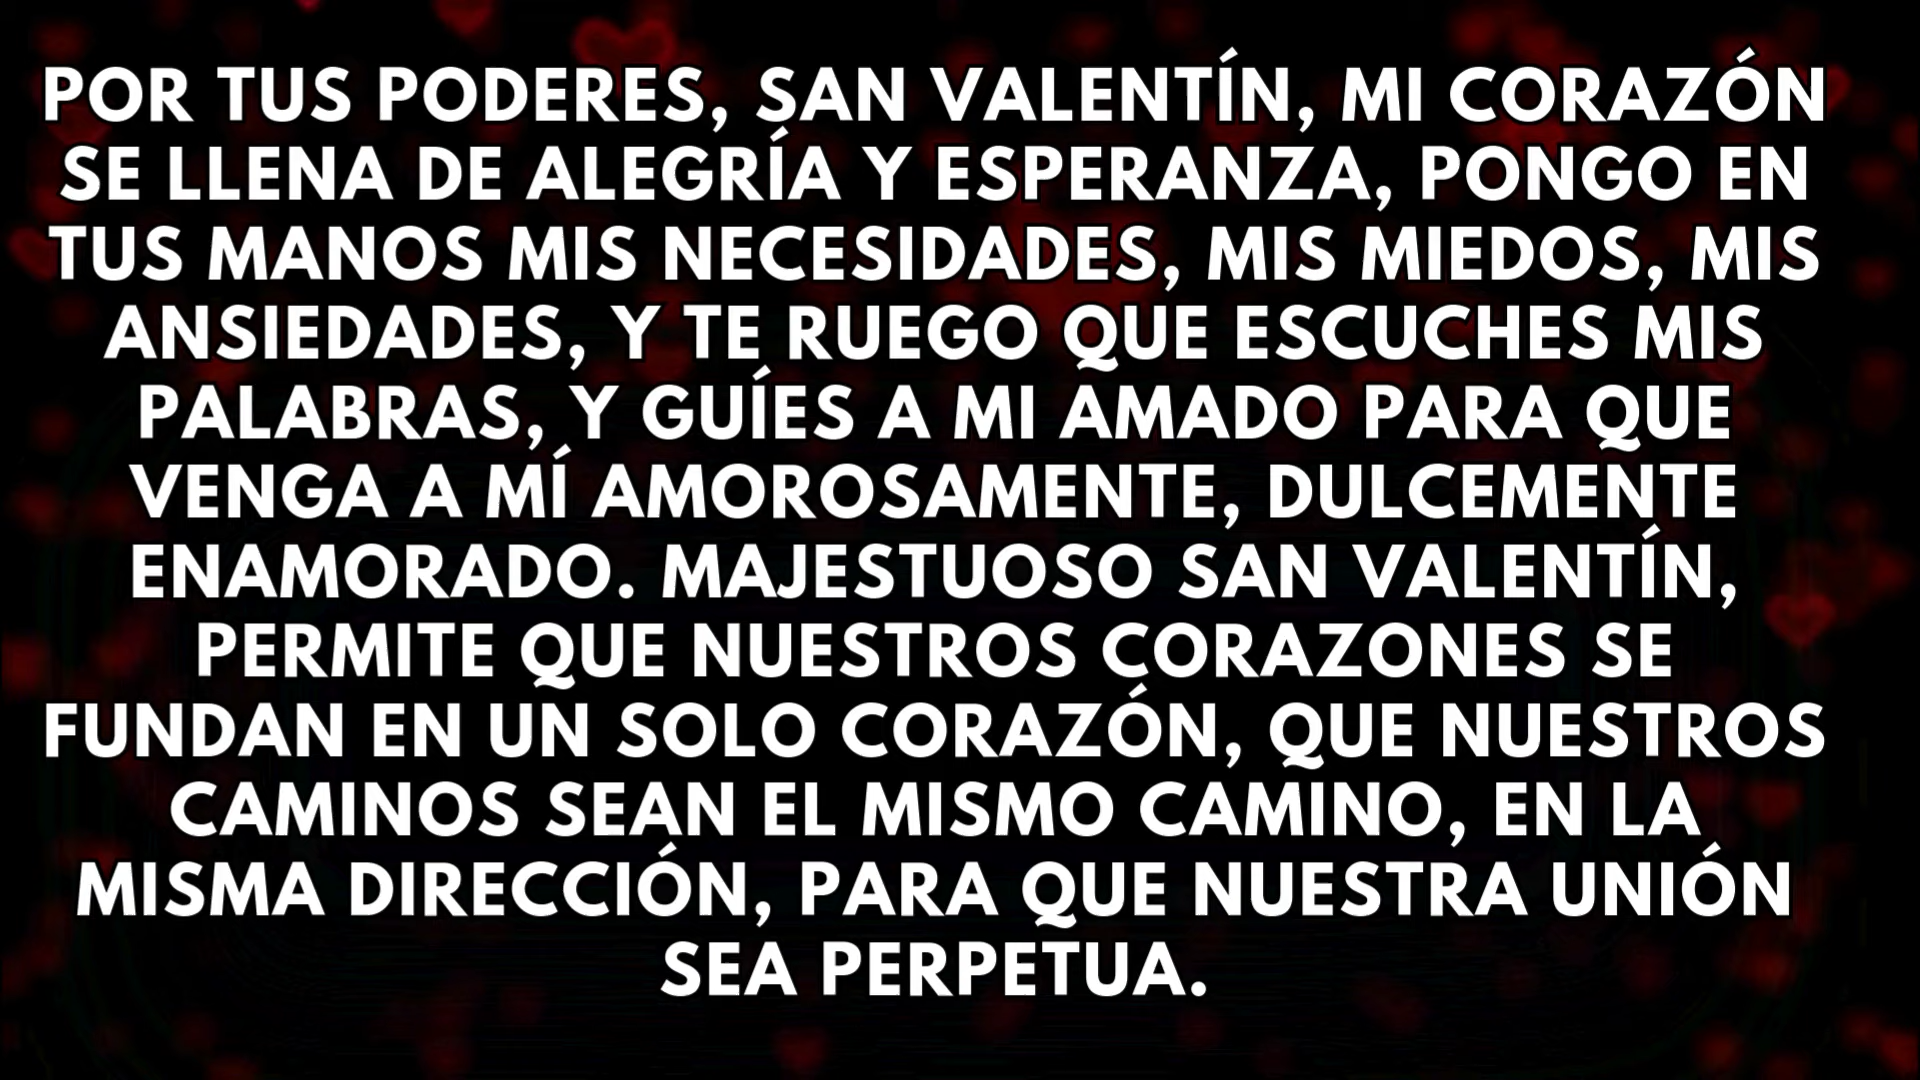 POR TUS PODERES, SAN VALENTÍN, MI CORAZÓN
SE LLENA DE ALEGRÍA Y ESPERANZA, PONGO EN
TUS MANOS MIS NECESIDADES, MIS MIEDOS, MIS
ANSIEDADES, Y TE RUEGO QUE ESCUCHES MIS
PALABRAS, Y GUÍES A MI AMADO PARA QUE
VENGA A MÍ AMOROSAMENTE, DULCEMENTE
ENAMORADO. MAJESTUOSO SAN VALENTÍN,
PERMITE QUE NUESTROS CORAZONES SE
FUNDAN EN UN SOLO CORAZÓN, QUE NUESTROS
CAMINOS SEAN EL MISMO CAMINO, EN LA
MISMA DIRECCIÓN, PARA QUE NUESTRA UNIÓN
SEA PERPETUA.